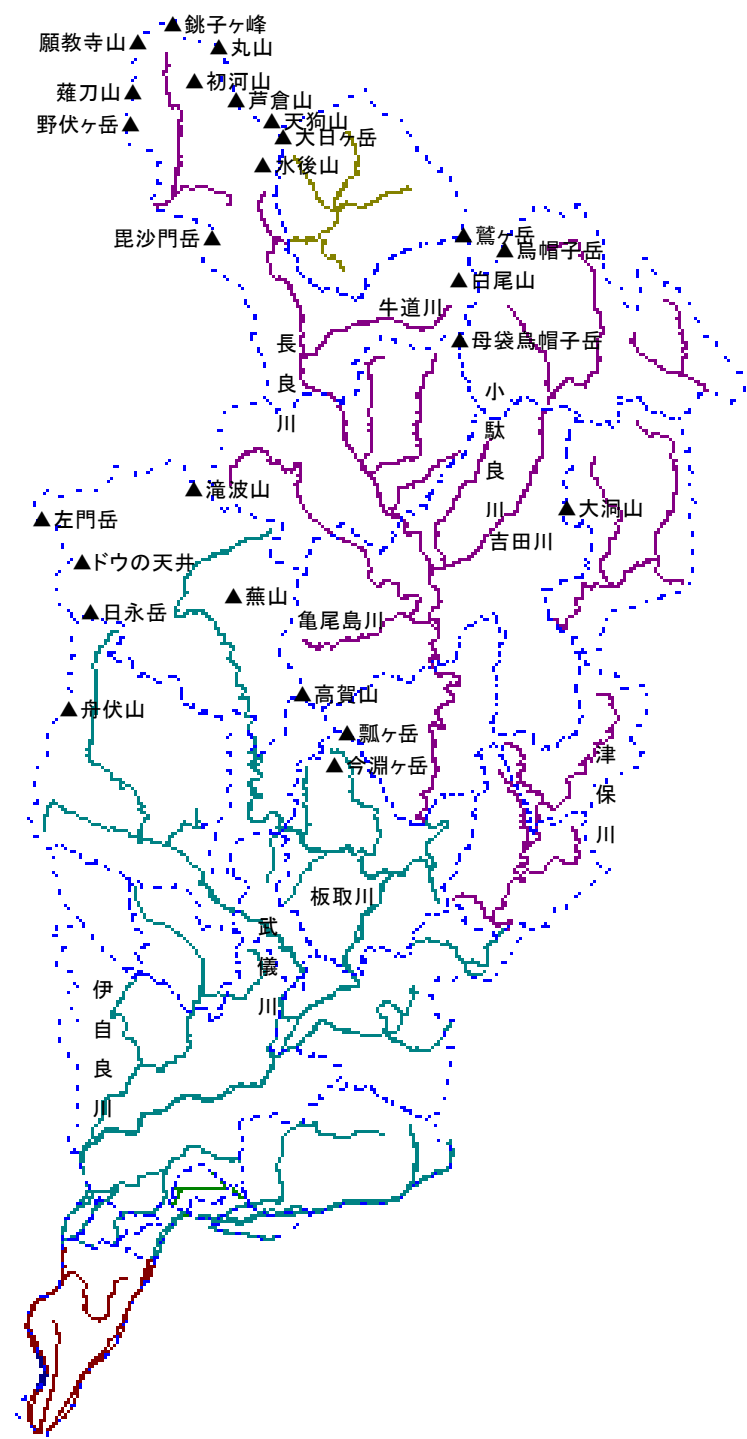 銚子ヶ峰
願教寺山
丸山
初河山
薙刀山
芦倉山
野伏ヶ岳
天狗山
大日ヶ岳
水後山
毘沙門岳
鷲ヶ岳
烏帽子岳
白尾山
牛道川
母袋烏帽子岳
長良川
小駄良川
滝波山
左門岳
大洞山
吉田川
ドウの天井
蕪山
日永岳
亀尾島川
高賀山
舟伏山
瓢ヶ岳
今淵ヶ岳
津保川
板取川
武儀川
伊自良川